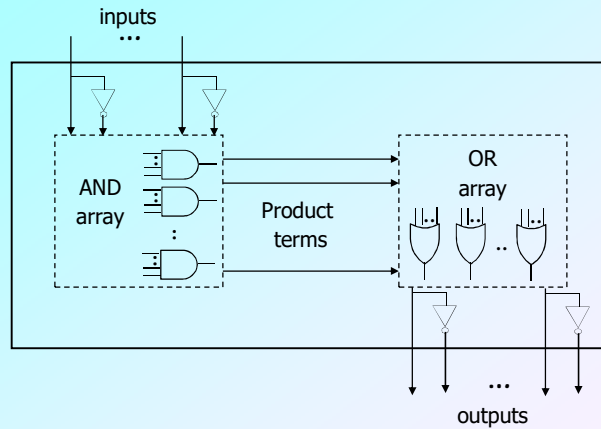 inputs
...
AND
array
:
Product
terms
OR
array
..
...
outputs